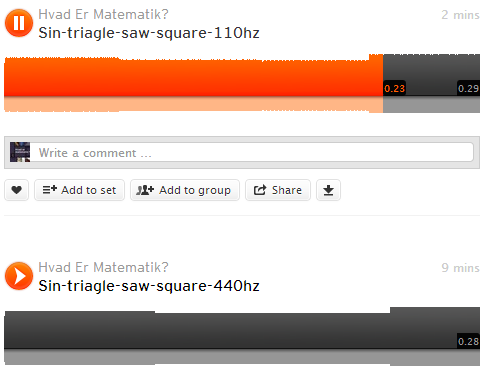 Hvad Er Matematik?
2 mins
Sin-triagle-saw-square-110hz
0.23
0.29
Write a comment ...
Add to set
Add to group
Share
Hvad Er Matematik?
9 mins
Sin-triagle-saw-square-440hz
0.28